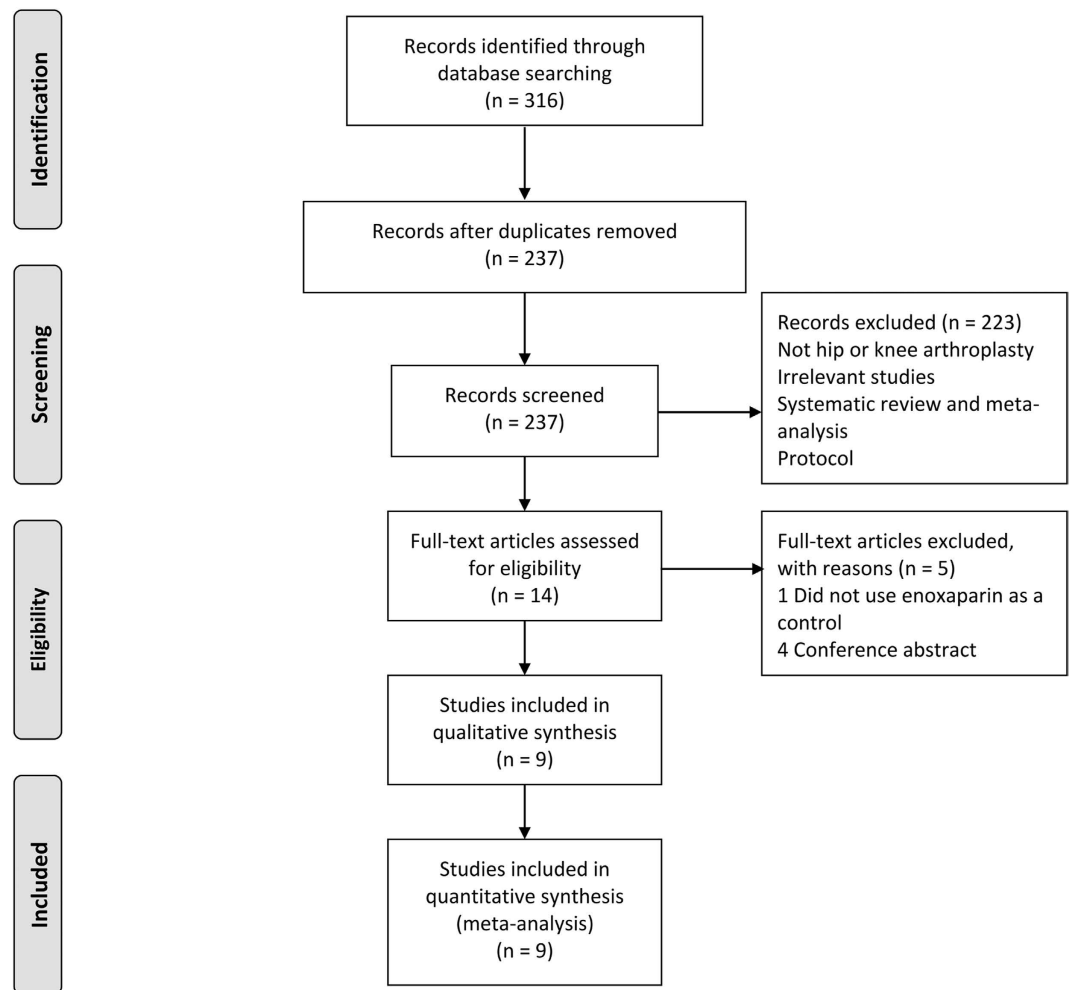 Identification
Records identified through
database searching
(n = 316)
Records after duplicates removed
(n = 237)
Screening
Records screened
(n = 237)
Records excluded (n = 223)
Not hip or knee arthroplasty
Irrelevant studies
Systematic review and meta-
analysis
Protocol
Eligibility
Full-text articles assessed
for eligibility
(n = 14)
Full-text articles excluded,
with reasons (n = 5)
1 Did not use enoxaparin as a
control
4 Conference abstract
Studies included in
qualitative synthesis
(n = 9)
Included
Studies included in
quantitative synthesis
(meta-analysis)
(n = 9)